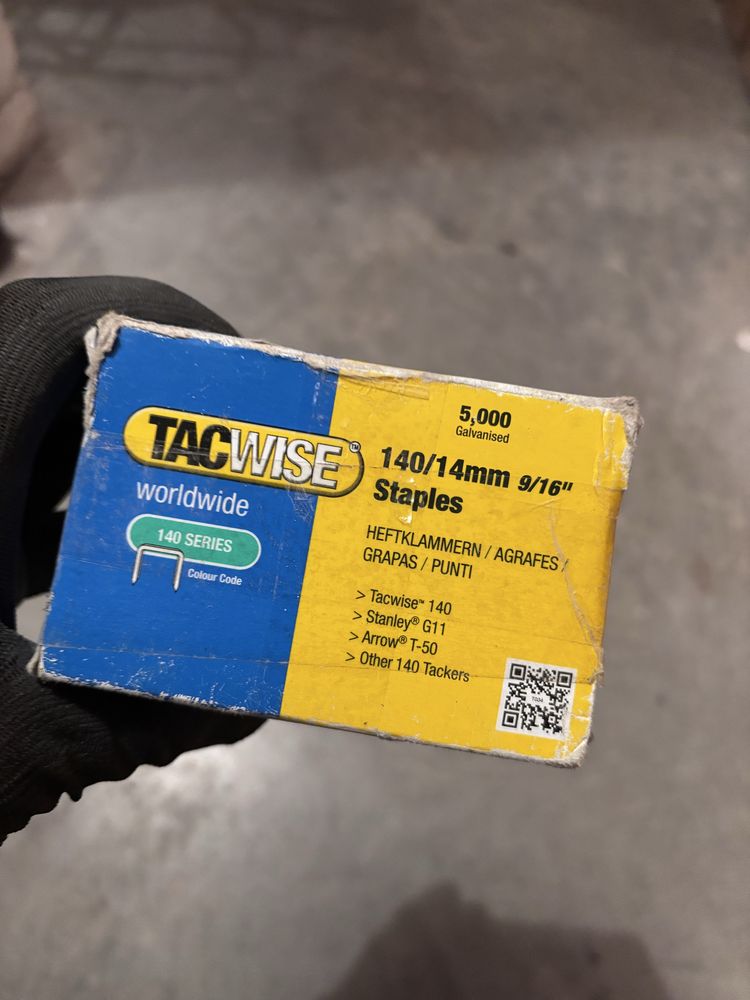 TACWISE™
worldwide
140 SERIES
Colour Code
5,000
Galvanised
140/14mm 9/16"
Staples
HEFTKLAMMERN / AGRAFES /
GRAPAS / PUNTI
> Tacwise™ 140
> Stanley® G11
> Arrow® T-50
> Other 140 Tackers